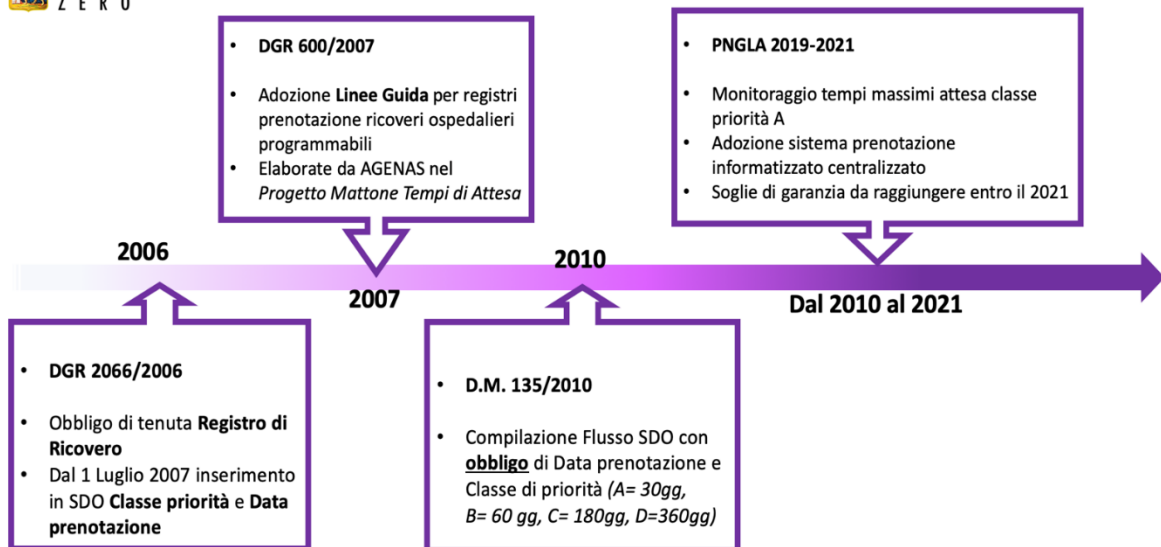 ZERO
• DGR 600/2007
• Adozione Linee Guida per registri
prenotazione ricoveri ospedalieri
programmabili
• Elaborate da AGENAS nel
Progetto Mattone Tempi di Attesa
• PNGLA 2019-2021
• Monitoraggio tempi massimi attesa classe
priorità A
• Adozione sistema prenotazione
informatizzato centralizzato
• Soglie di garanzia da raggiungere entro il 2021
2006
2010
2007
Dal 2010 al 2021
• DGR 2066/2006
• Obbligo di tenuta Registro di
Ricovero
• Dal 1 Luglio 2007 inserimento
in SDO Classe priorità e Data
prenotazione
• D.M. 135/2010
• Compilazione Flusso SDO con
obbligo di Data prenotazione e
Classe di priorità (A= 30gg,
B= 60 gg, C= 180gg, D=360gg)